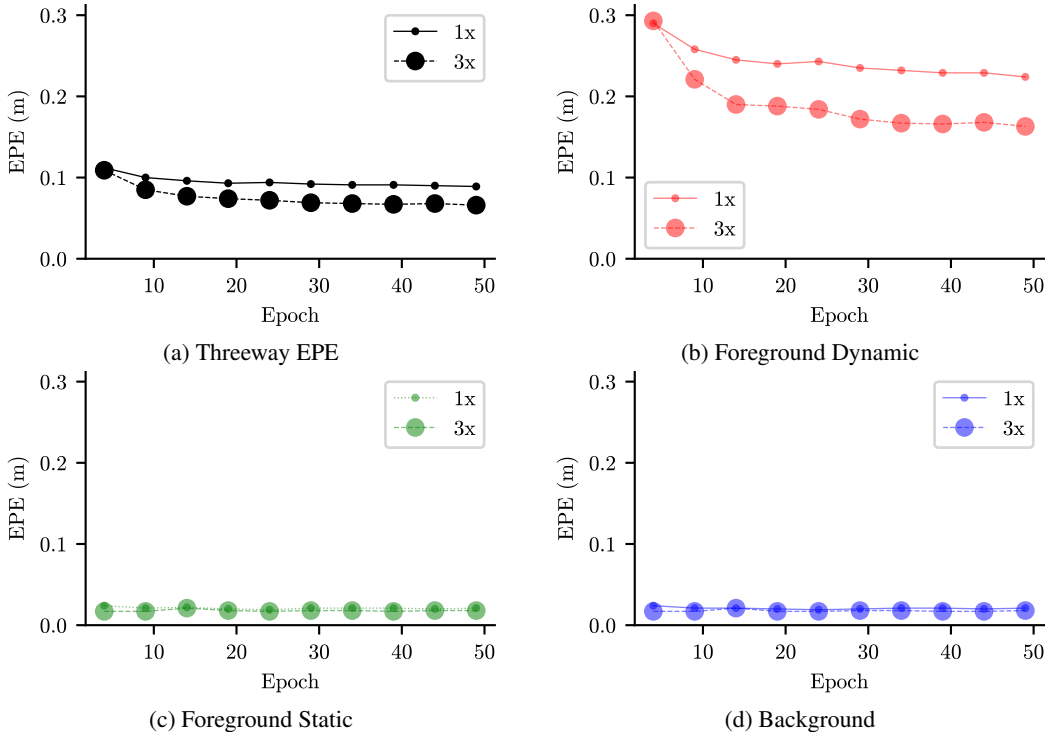 0.3
0.2
0.1
0.0
EPE (m)
1x
3x
10 20 30 40 50
Epoch
(a) Threeway EPE
0.3
0.2
0.1
0.0
EPE (m)
1x
3x
10 20 30 40 50
Epoch
(b) Foreground Dynamic
0.3
0.2
0.1
0.0
EPE (m)
1x
3x
10 20 30 40 50
Epoch
(c) Foreground Static
0.3
0.2
0.1
0.0
EPE (m)
1x
3x
10 20 30 40 50
Epoch
(d) Background